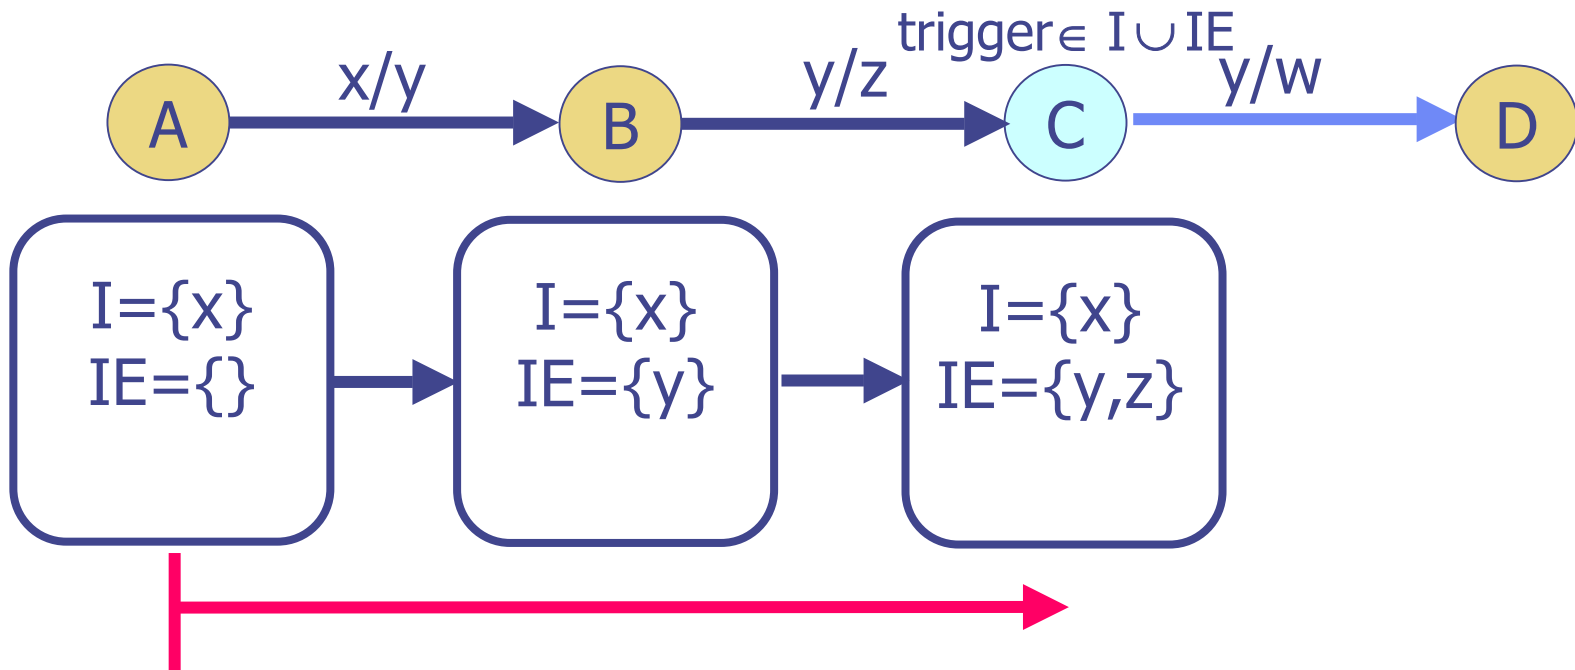 trigger∈ I ∪ IE
x/y
y/z
y/w
A
B
C
D
I={x}
IE={}
I={x}
IE={y}
I={x}
IE={y,z}